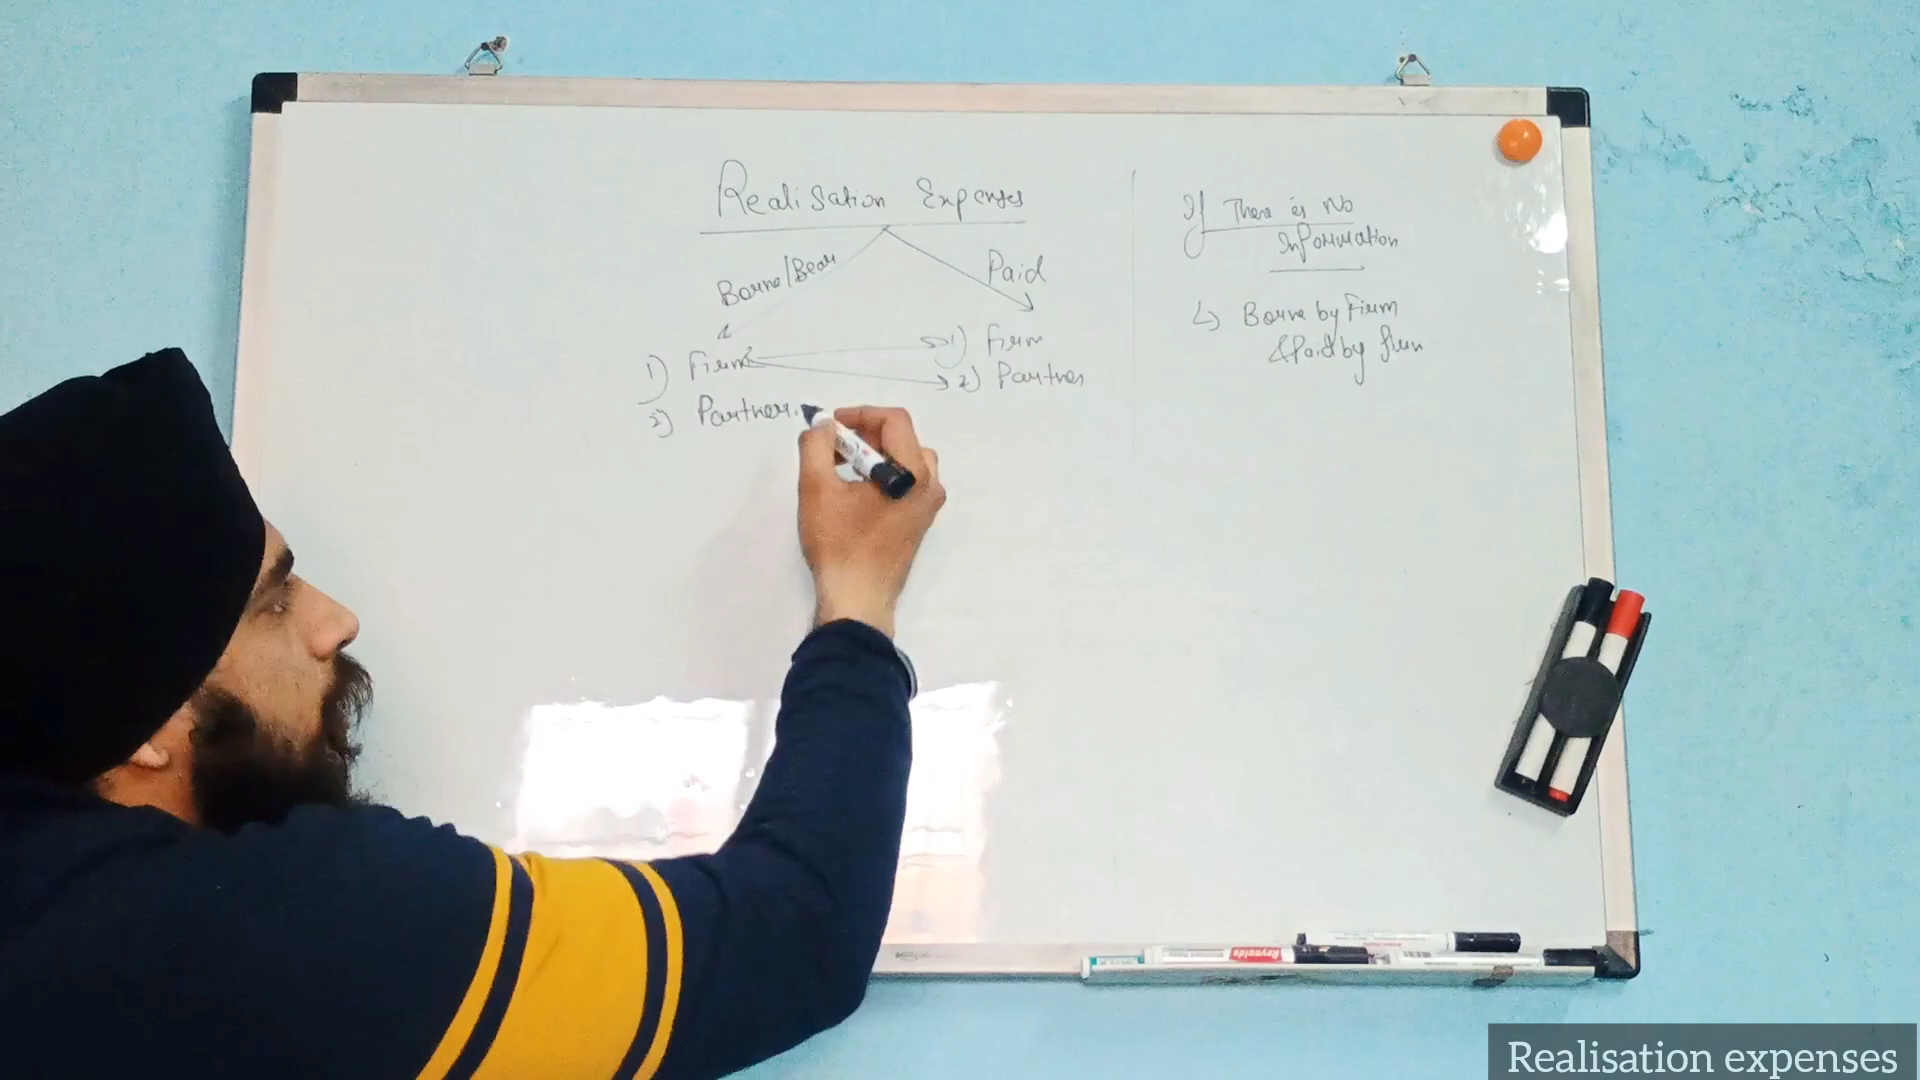 Realisation Expenses
Borne/Bear
Paid
1) Firm
2) Partner
1) Firm
2) Partner
If There is No
Information
Borne by Firm
& Paid by firm
Reynolds
Realisation expenses